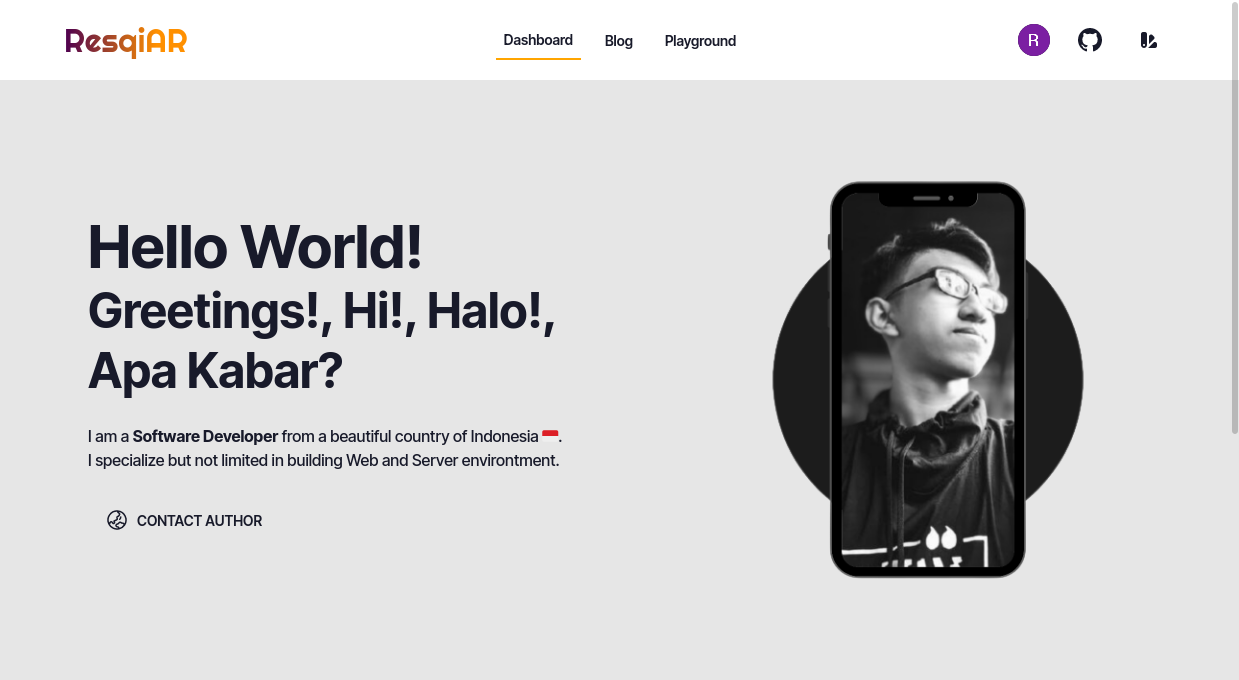 ResqiAR
Dashboard
Blog
Playground
R
Hello World!
Greetings!, Hi!, Halo!,
Apa Kabar?
I am a Software Developer from a beautiful country of Indonesia 🇮🇩.
I specialize but not limited in building Web and Server environtment.
CONTACT AUTHOR